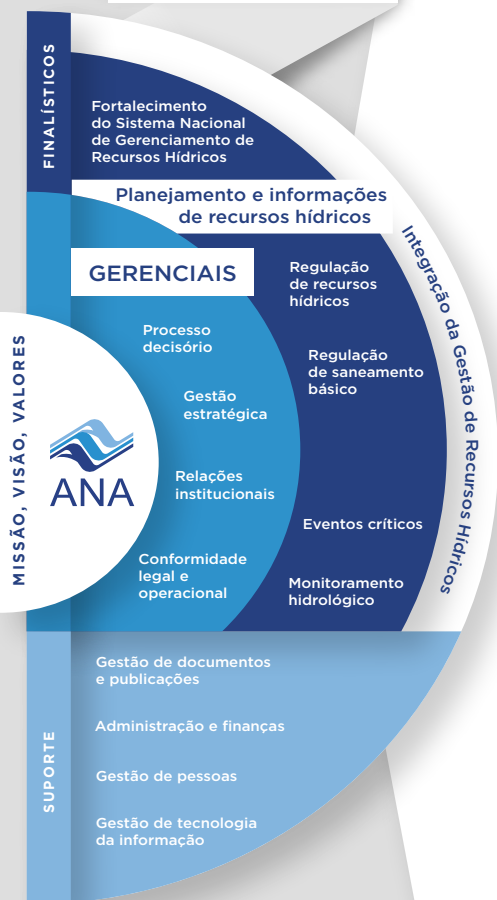 FINALÍSTICOS
Fortalecimento
do Sistema Nacional
de Gerenciamento de
Recursos Hídricos
Planejamento e informações
de recursos hídricos
Regulação
de recursos
hídricos
Regulação
de saneamento
básico
Eventos críticos
Monitoramento
hidrológico
Integração da Gestão de Recursos Hídricos
GERENCIAIS
Processo
decisório
Gestão
estratégica
Relações
institucionais
Conformidade
legal e
operacional
MISSÃO, VISÃO, VALORES
ANA
SUPORTE
Gestão de documentos
e publicações
Administração e finanças
Gestão de pessoas
Gestão de tecnologia
da informação